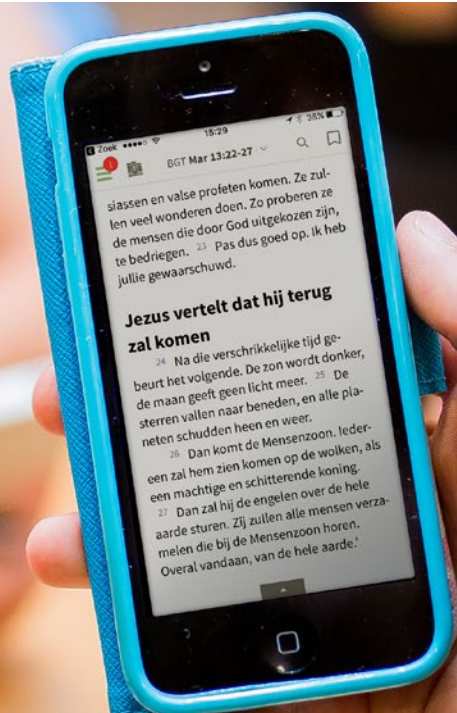 Zoek 15:29 38%
1
BGT Mar 13:22-27
siassen en valse profeten komen. Ze zul-
len veel wonderen doen. Zo proberen ze
de mensen die door God uitgekozen zijn,
te bedriegen. 23 Pas dus goed op. Ik heb
jullie gewaarschuwd.
Jezus vertelt dat hij terug
zal komen
24 Na die verschrikkelijke tijd ge-
beurt het volgende. De zon wordt donker,
de maan geeft geen licht meer. 25 De
sterren vallen naar beneden, en alle pla-
neten schudden heen en weer.
26 Dan komt de Mensenzoon. Ieder-
een zal hem zien komen op de wolken, als
een machtige en schitterende koning.
27 Dan zal hij de engelen over de hele
aarde sturen. Zij zullen alle mensen verza-
melen die bij de Mensenzoon horen.
Overal vandaan, van de hele aarde.’